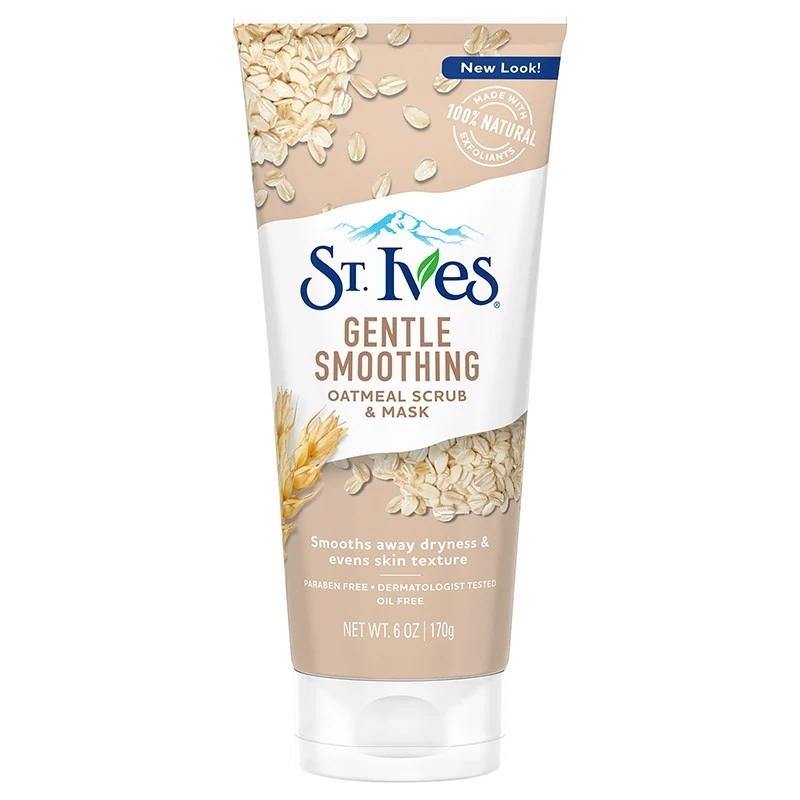 New Look!
MADE WITH
100% NATURAL
EXFOLIANTS
ST. IVES®
GENTLE
SMOOTHING
OATMEAL SCRUB
& MASK
Smooths away dryness &
evens skin texture
PARABEN FREE • DERMATOLOGIST TESTED
OIL FREE
NET WT. 6 OZ | 170g